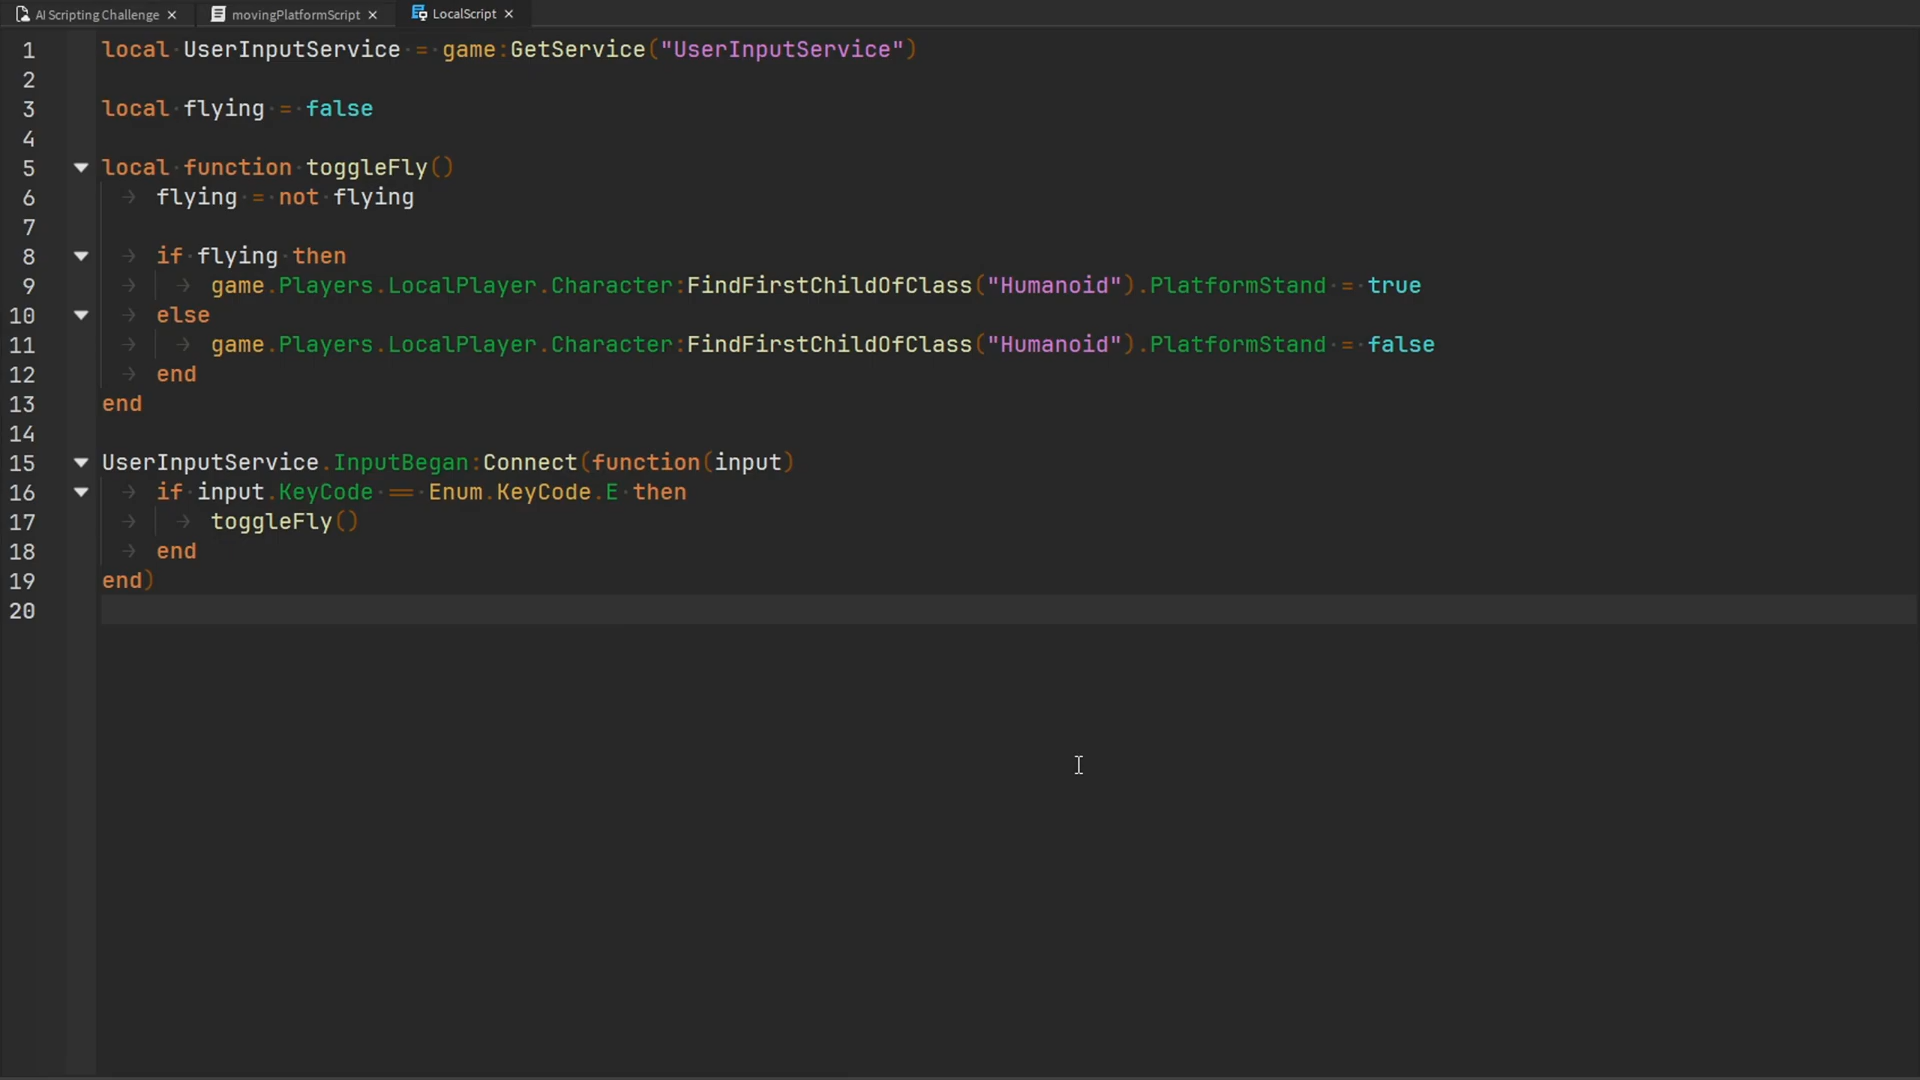 AI Scripting Challenge × movingPlatformScript × LocalScript ×
1 local UserInputService = game:GetService("UserInputService")
2
3 local flying = false
4
5 local function toggleFly()
6 flying = not flying
7
8 if flying then
9 game.Players.LocalPlayer.Character:FindFirstChildOfClass("Humanoid").PlatformStand = true
10 else
11 game.Players.LocalPlayer.Character:FindFirstChildOfClass("Humanoid").PlatformStand = false
12 end
13 end
14
15 UserInputService.InputBegan:Connect(function(input)
16 if input.KeyCode == Enum.KeyCode.E then
17 toggleFly()
18 end
19 end)
20